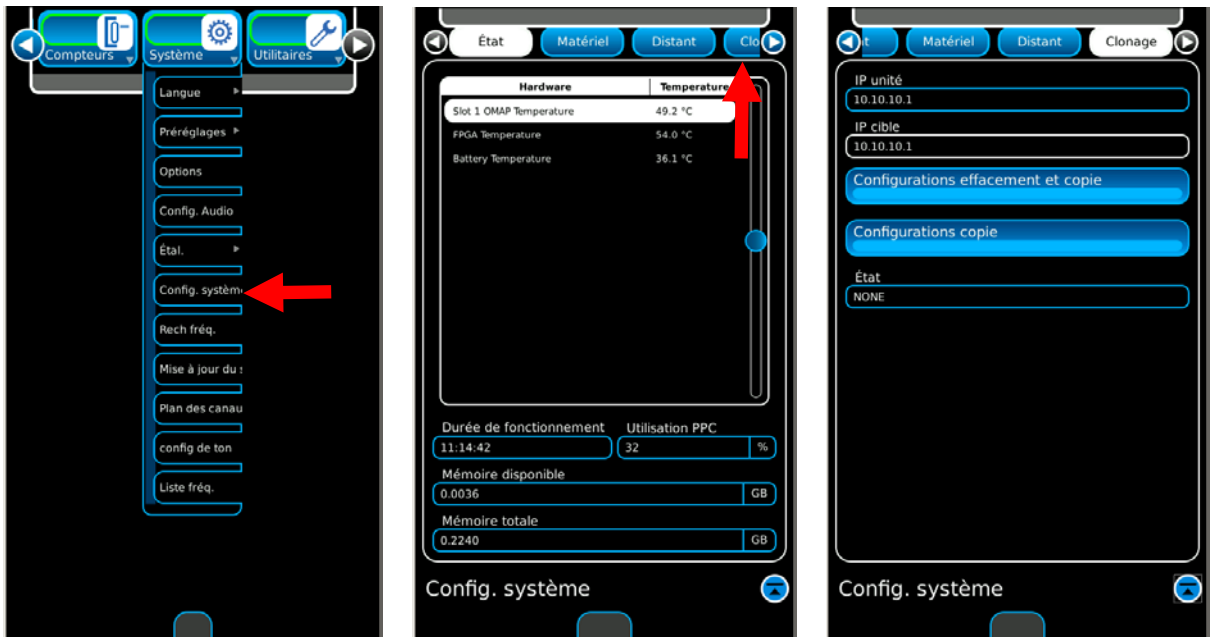 Compteurs
Système
Utilitaires
Langue
Préréglages
Options
Config. Audio
Étal.
Config. systèm
Rech fréq.
Mise à jour du s
Plan des canau
config de ton
Liste fréq.
État
Matériel
Distant
Clo
Hardware Temperature
Slot 1 OMAP Temperature 49.2 °C
FPGA Temperature 54.0 °C
Battery Temperature 36.1 °C
Durée de fonctionnement Utilisation PPC
11:14:42 32 %
Mémoire disponible
0.0036 GB
Mémoire totale
0.2240 GB
Config. système
it
Matériel
Distant
Clonage
IP unité
10.10.10.1
IP cible
10.10.10.1
Configurations effacement et copie
Configurations copie
État
NONE
Config. système